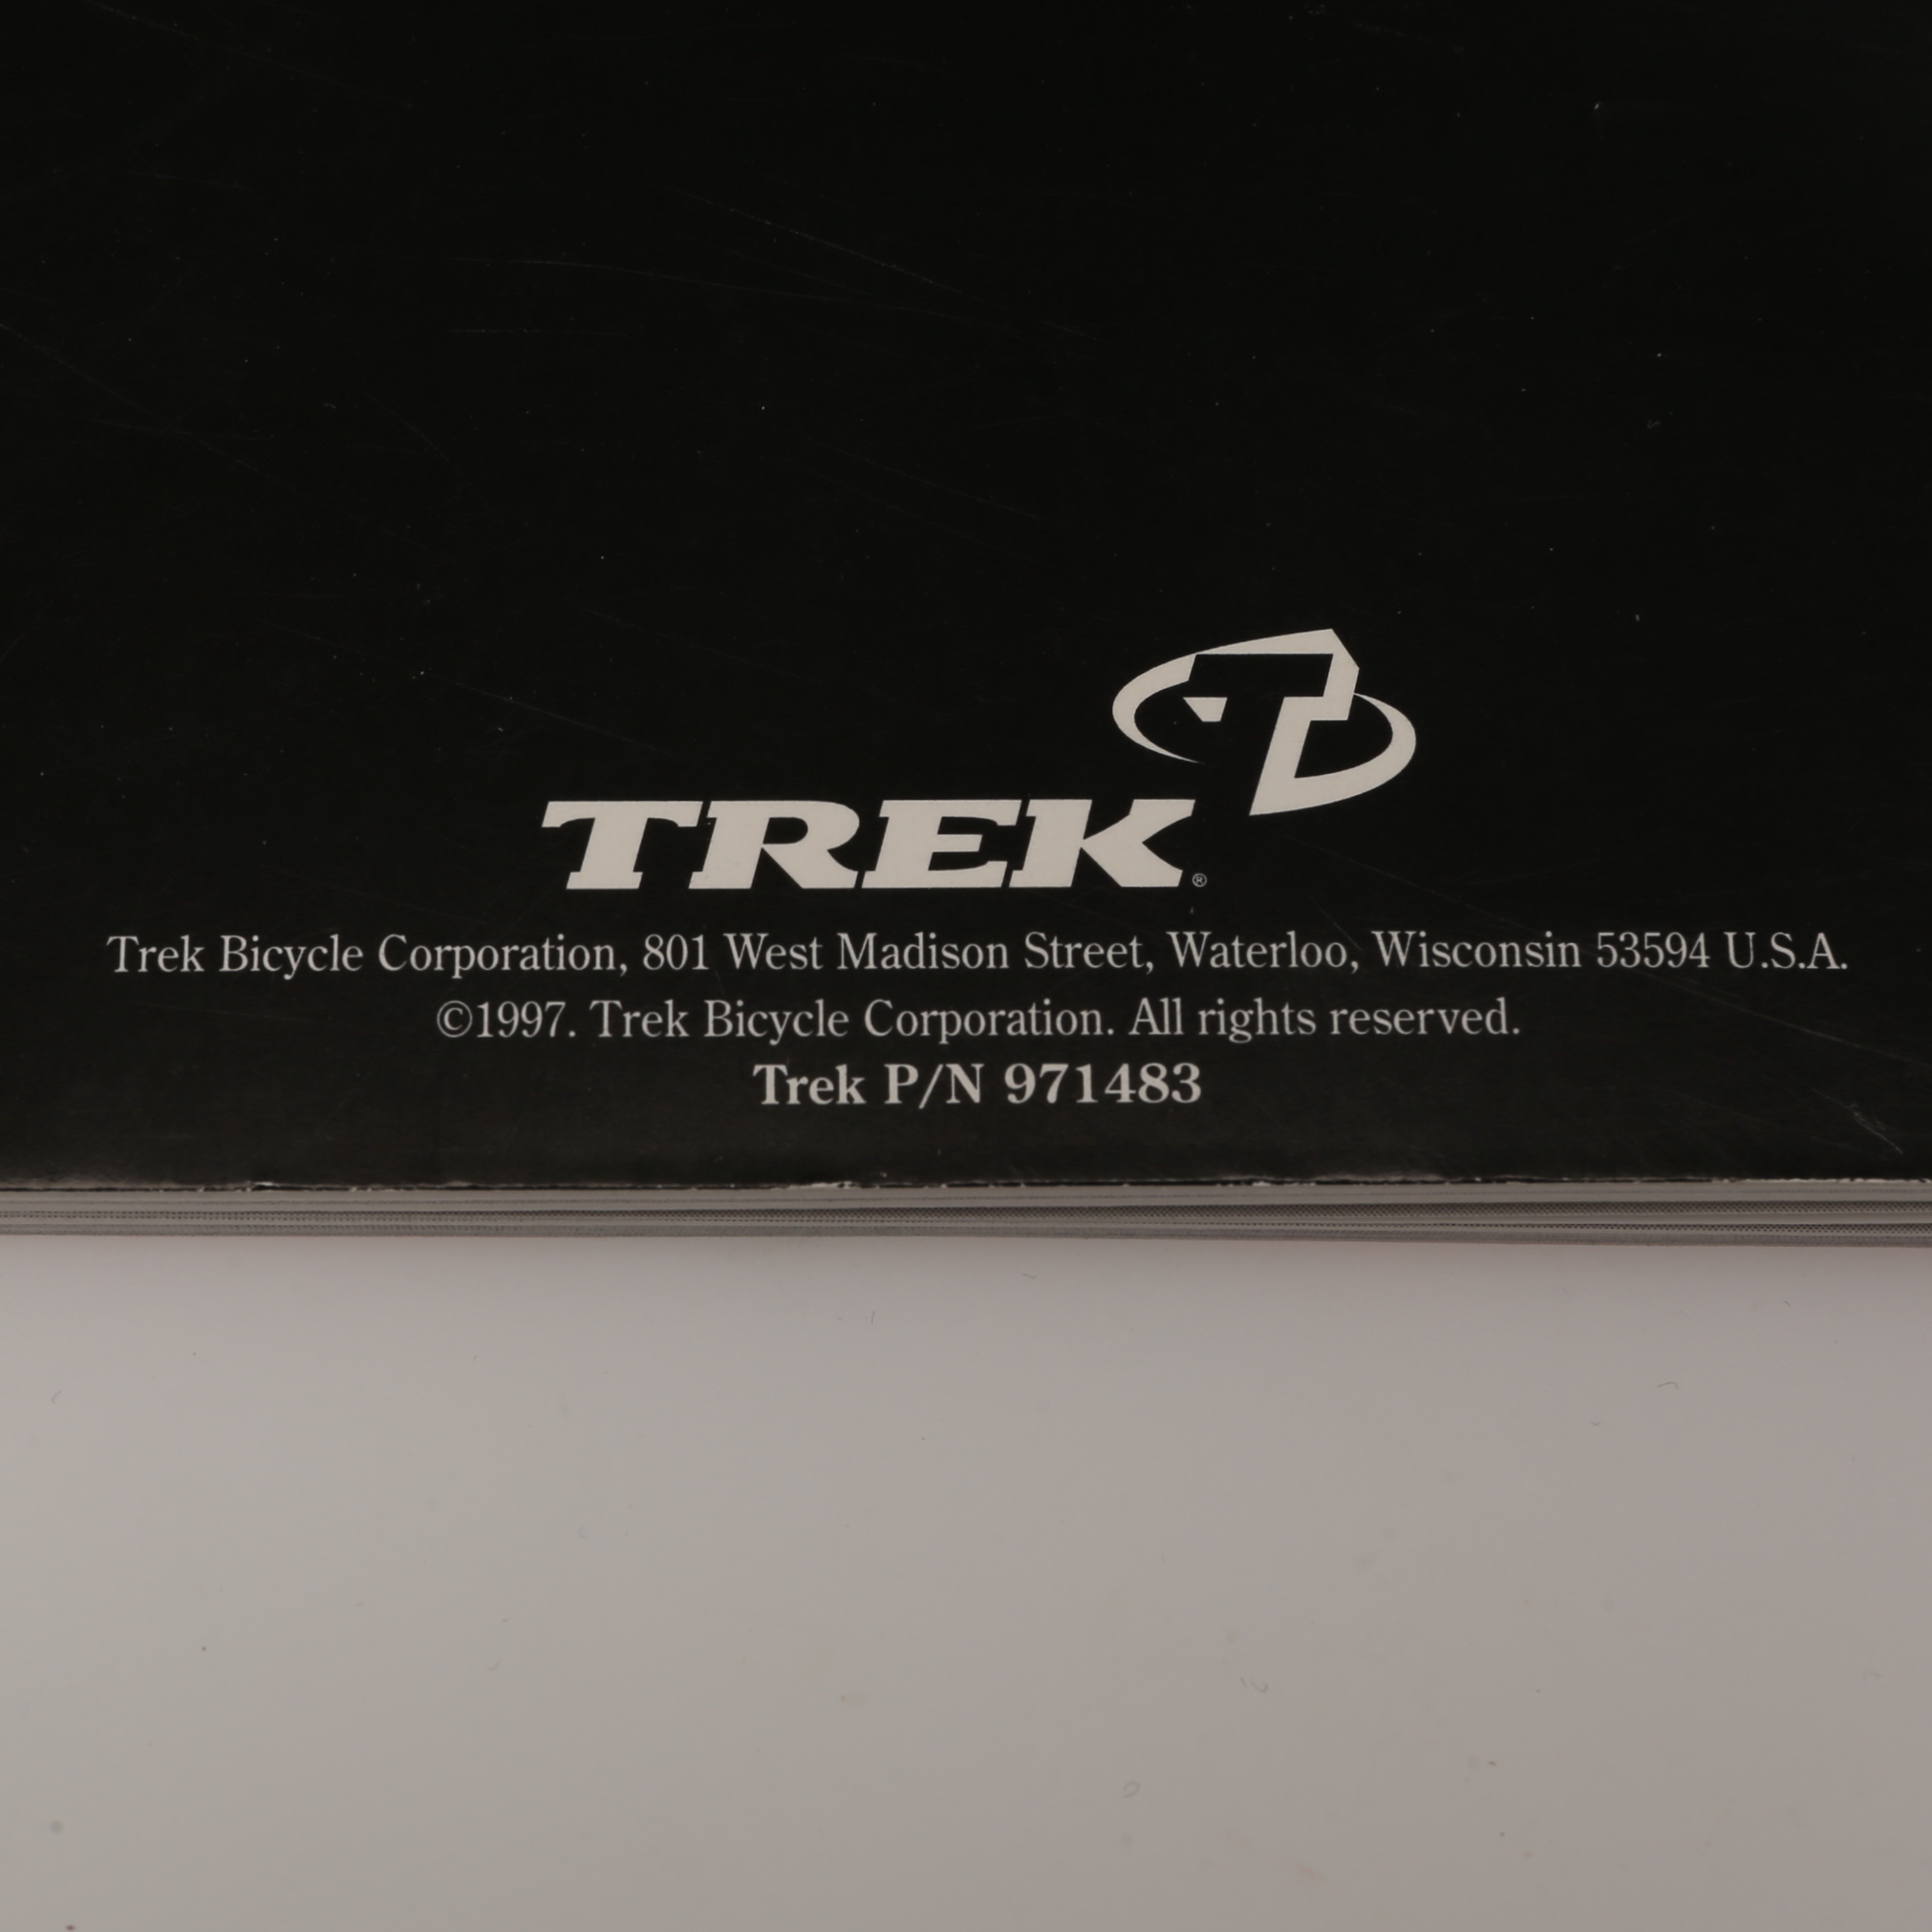 T
TREK®
Trek Bicycle Corporation, 801 West Madison Street, Waterloo, Wisconsin 53594 U.S.A.
©1997. Trek Bicycle Corporation. All rights reserved.
Trek P/N 971483